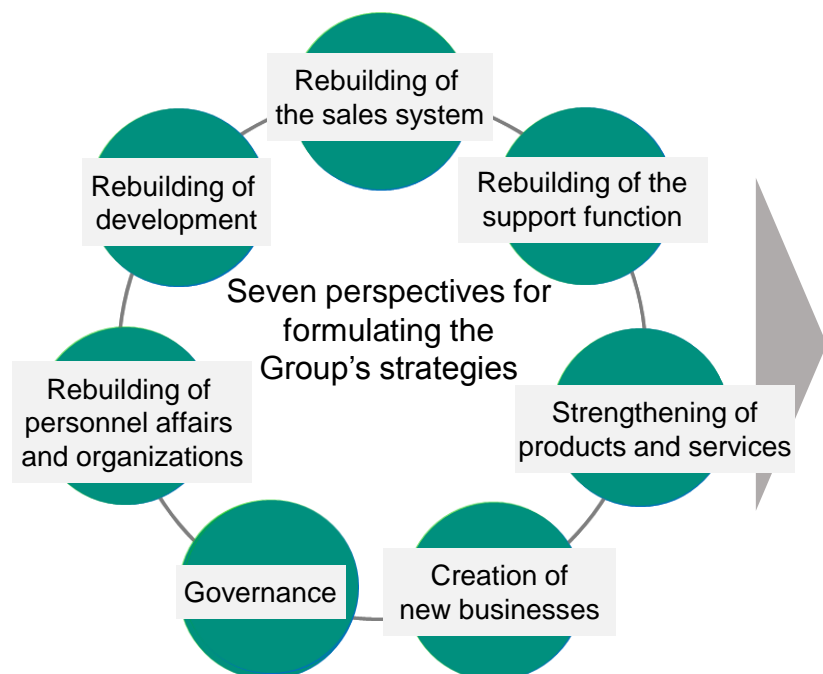 Rebuilding of
the sales system
Rebuilding of the
support function
Strengthening of
products and services
Creation of
new businesses
Governance
Rebuilding of
personnel affairs
and organizations
Rebuilding of
development
Seven perspectives for
formulating the
Group’s strategies